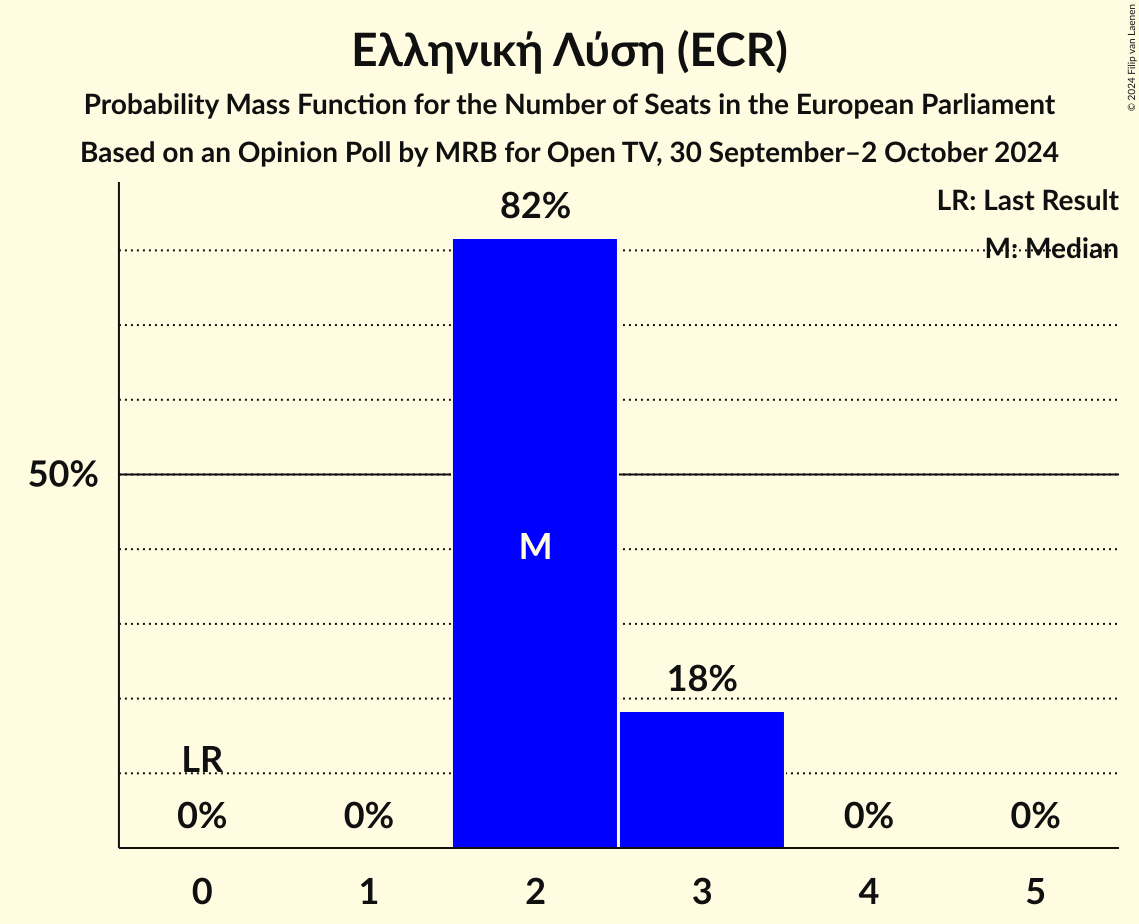 Ελληνική Λύση (ECR)
Probability Mass Function for the Number of Seats in the European Parliament
Based on an Opinion Poll by MRB for Open TV, 30 September–2 October 2024
© 2024 Filip van Laenen
LR: Last Result
M: Median
82%
50%
M
18%
LR
0%
0%
0%
0%
0
1
2
3
4
5